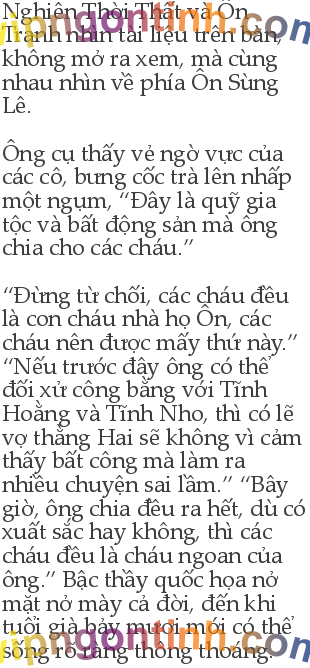 Nghiên Thời Thất và Ôn
Tranh nhìn tài liệu trên bàn,
không mở ra xem, mà cùng
nhau nhìn về phía Ôn Sùng
Lê.
Ông cụ thấy vẻ ngờ vực của
các cô, bưng cốc trà lên nhấp
một ngụm, “Đây là quỹ gia
tộc và bất động sản mà ông
chia cho các cháu.”
“Đừng từ chối, các cháu đều
là con cháu nhà họ Ôn, các
cháu nên được mấy thứ này.”
“Nếu trước đây ông có thể
đối xử công bằng với Tĩnh
Hoằng và Tĩnh Nho, thì có lẽ
vợ thằng Hai sẽ không vì cảm
thấy bất công mà làm ra
nhiều chuyện sai lầm.” “Bây
giờ, ông chia đều ra hết, dù có
xuất sắc hay không, thì các
cháu đều là cháu ngoan của
ông.” Bậc thầy quốc họa nở
mặt nở mày cả đời, đến khi
tuổi già bảy mươi mới có thể
sống rõ ràng thông thoáng.
vipngontinh.com
vipngontinh.com